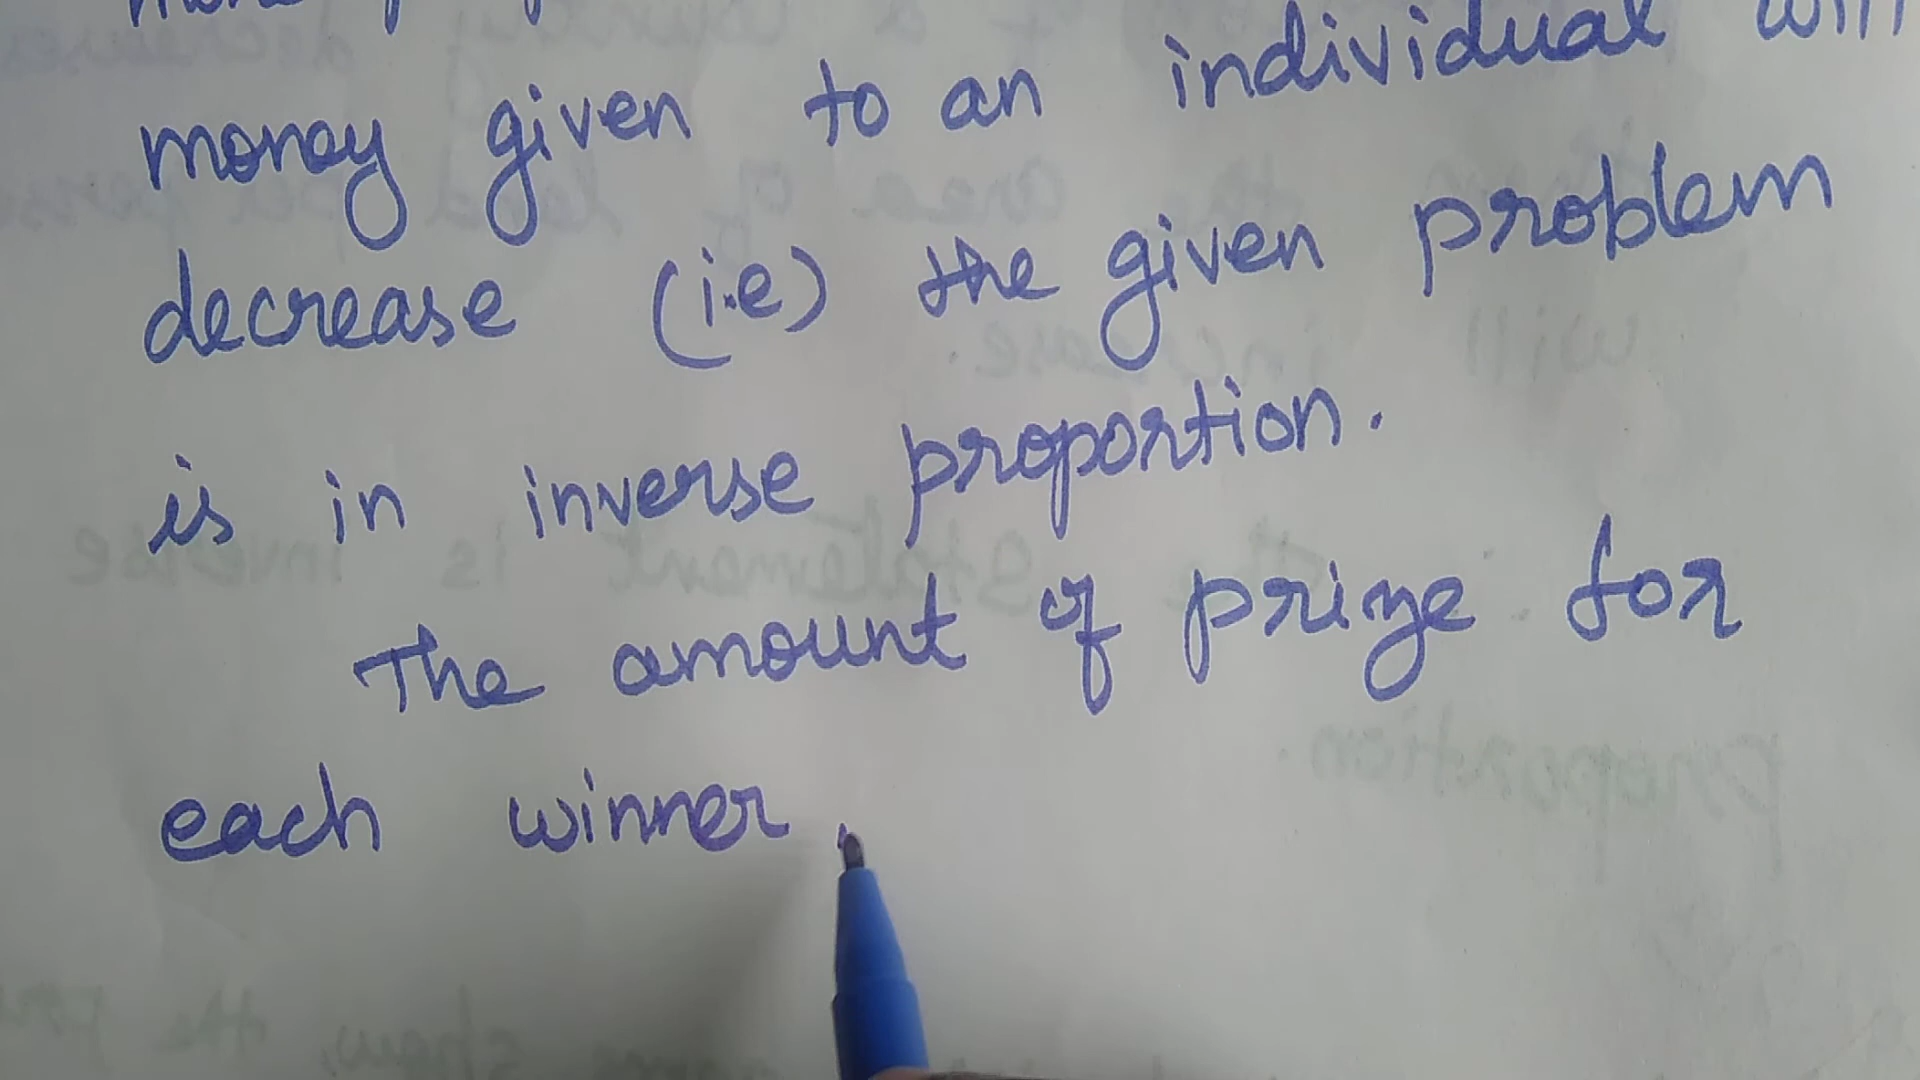 money given to an individual will
decrease (i.e) the given problem
is in inverse proportion.
The amount of prize for
each winner